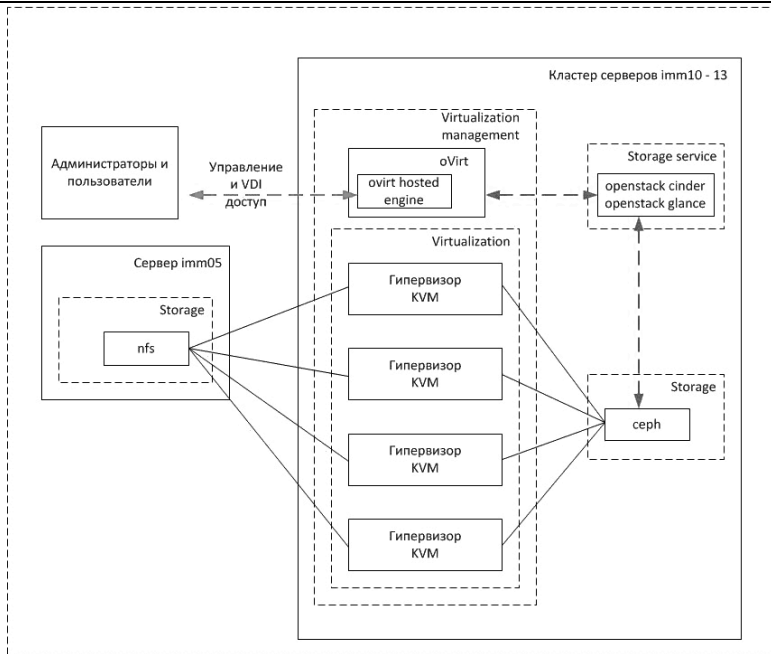 Кластер серверов imm10 - 13
Virtualization
management
Администраторы и
пользователи
Управление
и VDI
доступ
oVirt
ovirt hosted
engine
Storage service
openstack cinder
openstack glance
Сервер imm05
Storage
nfs
Virtualization
Гипервизор
KVM
Гипервизор
KVM
Гипервизор
KVM
Гипервизор
KVM
Storage
ceph